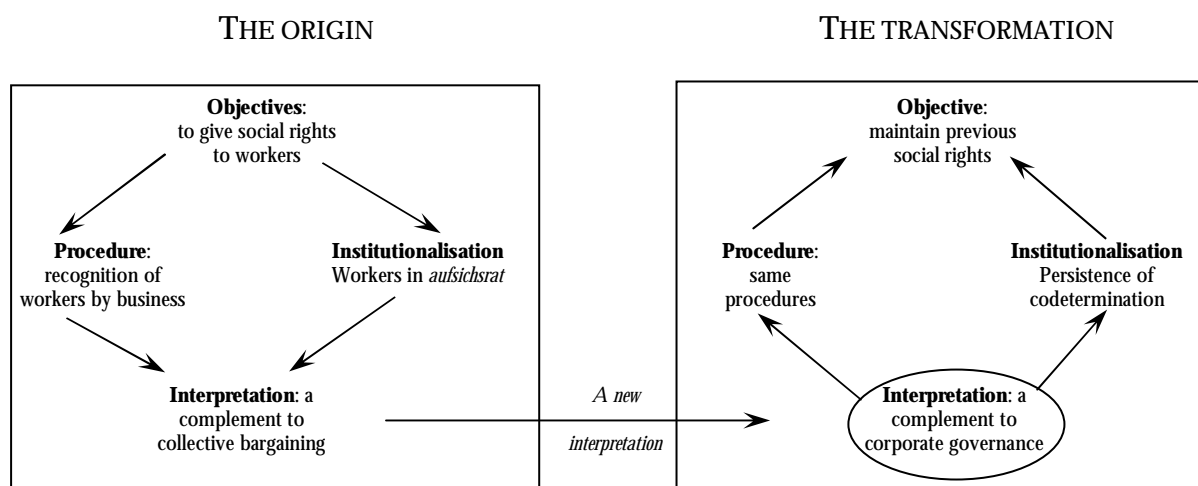 THE ORIGIN
Objectives:
to give social rights
to workers
Procedure:
recognition of
workers by business
Institutionalisation
Workers in aufsichsrat
Interpretation: a
complement to
collective bargaining
A new
interpretation
THE TRANSFORMATION
Objective:
maintain previous
social rights
Procedure:
same
procedures
Institutionalisation
Persistence of
codetermination
Interpretation: a
complement to
corporate governance